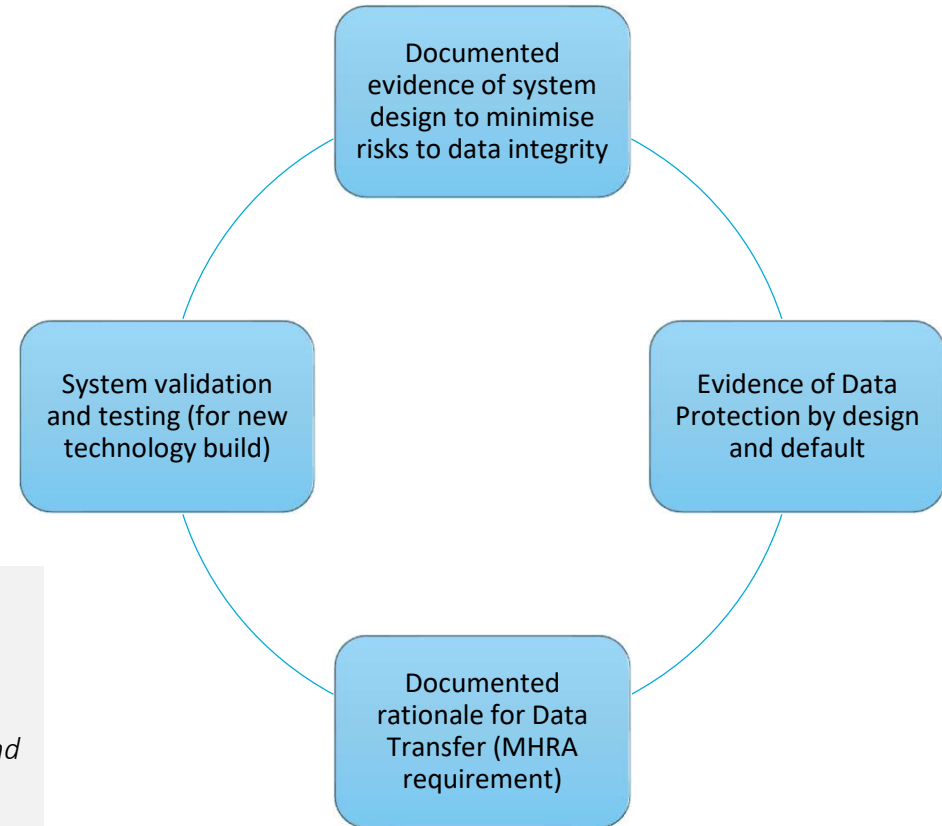 Documented
evidence of system
design to minimise
risks to data integrity
System validation
and testing (for new
technology build)
Evidence of Data
Protection by design
and default
Documented
rationale for Data
Transfer (MHRA
requirement)